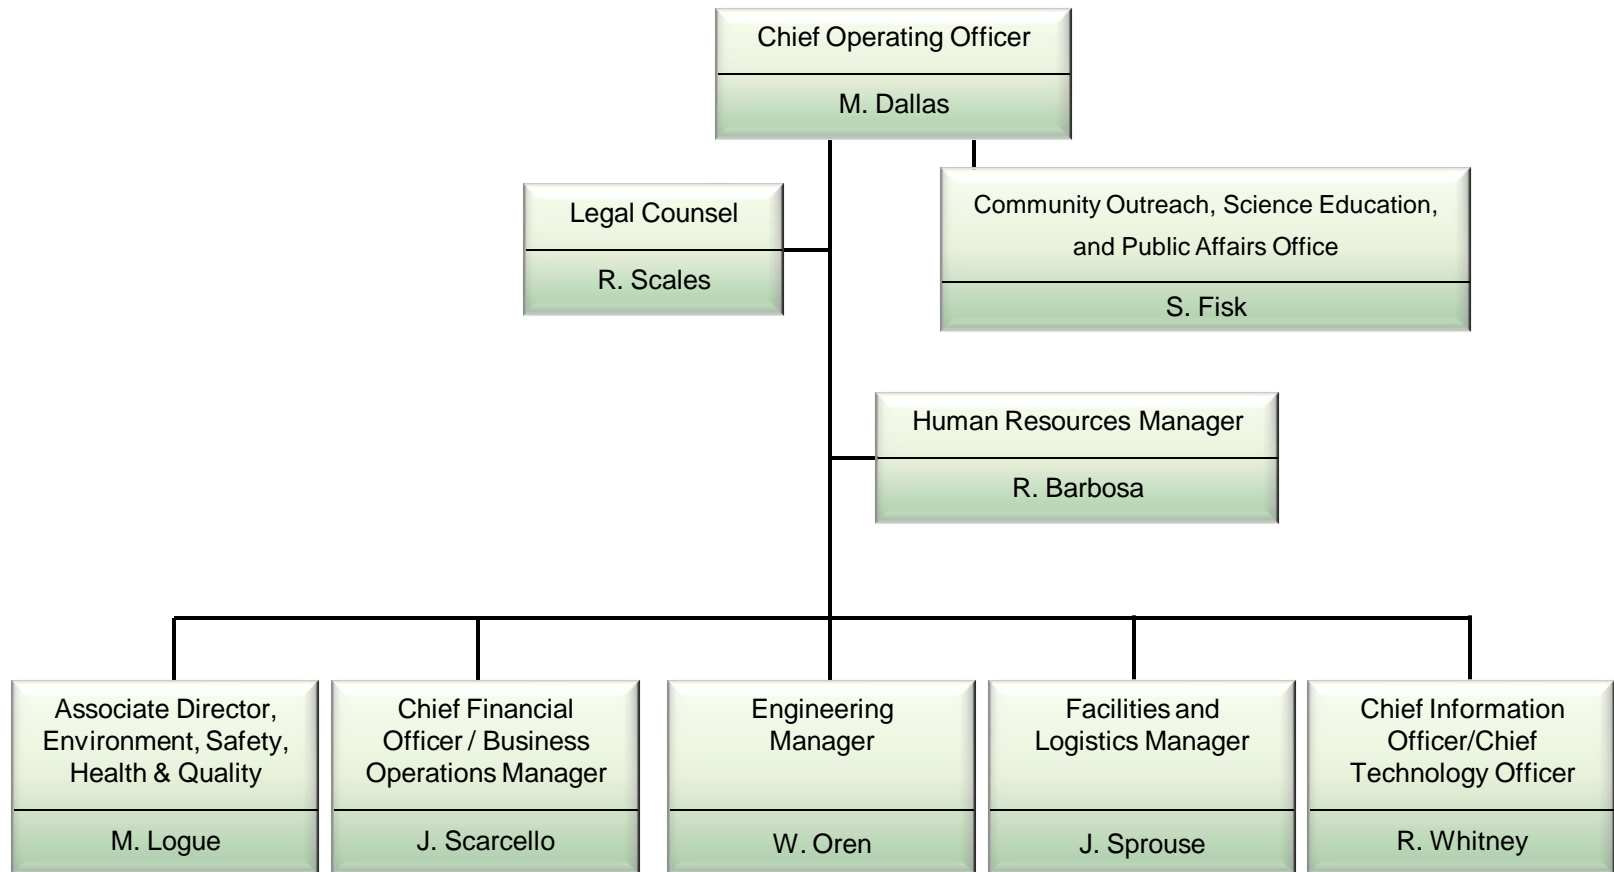 Chief Operating Officer
M. Dallas
Legal Counsel
R. Scales
Community Outreach, Science Education,
and Public Affairs Office
S. Fisk
Human Resources Manager
R. Barbosa
Associate Director,
Environment, Safety,
Health & Quality
M. Logue
Chief Financial
Officer / Business
Operations Manager
J. Scarcello
Engineering
Manager
W. Oren
Facilities and
Logistics Manager
J. Sprouse
Chief Information
Officer/Chief
Technology Officer
R. Whitney